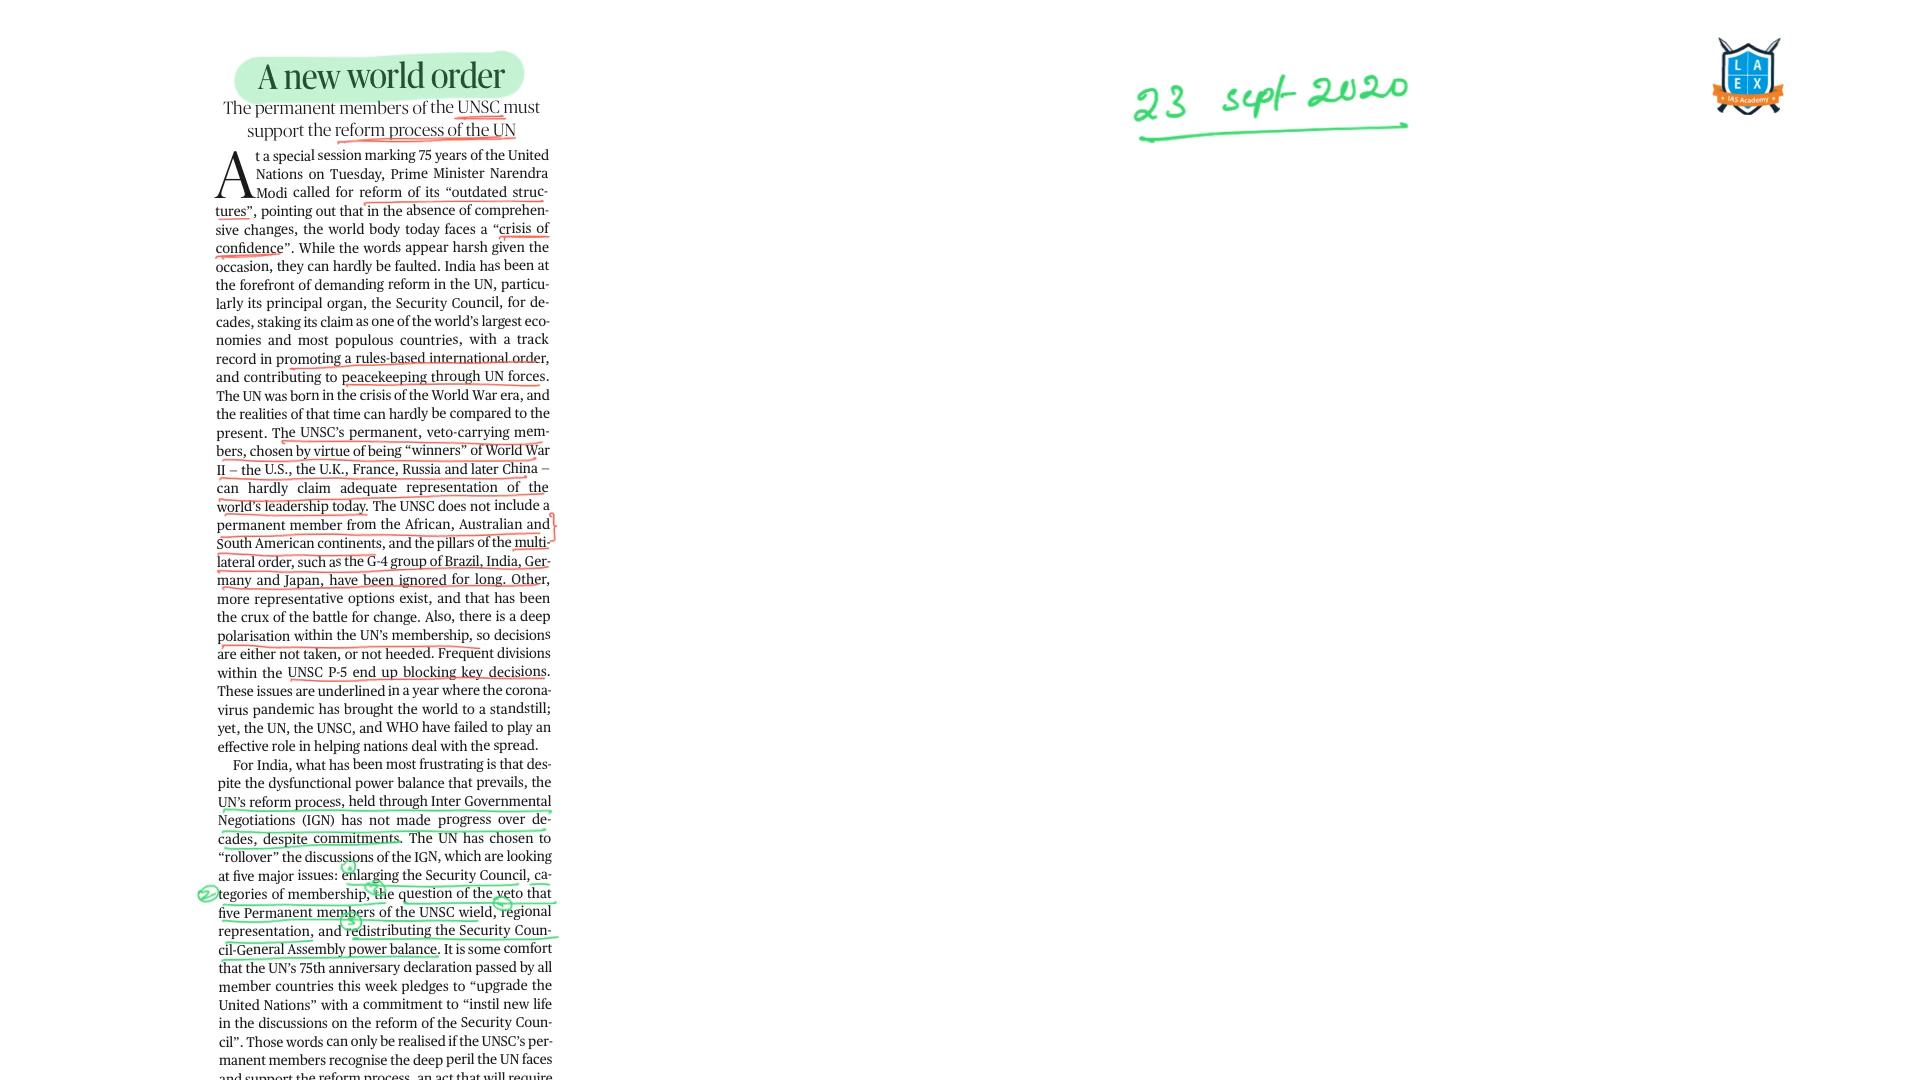 A new world order
The permanent members of the UNSC must
support the reform process of the UN
At a special session marking 75 years of the United
Nations on Tuesday, Prime Minister Narendra
Modi called for reform of its “outdated struc-
tures”, pointing out that in the absence of comprehen-
sive changes, the world body today faces a “crisis of
confidence”. While the words appear harsh given the
occasion, they can hardly be faulted. India has been at
the forefront of demanding reform in the UN, particu-
larly its principal organ, the Security Council, for de-
cades, staking its claim as one of the world’s largest eco-
nomies and most populous countries, with a track
record in promoting a rules-based international order,
and contributing to peacekeeping through UN forces.
The UN was born in the crisis of the World War era, and
the realities of that time can hardly be compared to the
present. The UNSC’s permanent, veto-carrying mem-
bers, chosen by virtue of being “winners” of World War
II – the U.S., the U.K., France, Russia and later China –
can hardly claim adequate representation of the
world’s leadership today. The UNSC does not include a
permanent member from the African, Australian and
South American continents, and the pillars of the multi-
lateral order, such as the G-4 group of Brazil, India, Ger-
many and Japan, have been ignored for long. Other,
more representative options exist, and that has been
the crux of the battle for change. Also, there is a deep
polarisation within the UN’s membership, so decisions
are either not taken, or not heeded. Frequent divisions
within the UNSC P-5 end up blocking key decisions.
These issues are underlined in a year where the corona-
virus pandemic has brought the world to a standstill;
yet, the UN, the UNSC, and WHO have failed to play an
effective role in helping nations deal with the spread.
For India, what has been most frustrating is that des-
pite the dysfunctional power balance that prevails, the
UN’s reform process, held through Inter Governmental
Negotiations (IGN) has not made progress over de-
cades, despite commitments. The UN has chosen to
“rollover” the discussions of the IGN, which are looking
at five major issues: enlarging the Security Council, ca-
tegories of membership, the question of the veto that
five Permanent members of the UNSC wield, regional
representation, and redistributing the Security Coun-
cil-General Assembly power balance. It is some comfort
that the UN’s 75th anniversary declaration passed by all
member countries this week pledges to “upgrade the
United Nations” with a commitment to “instil new life
in the discussions on the reform of the Security Coun-
cil”. Those words can only be realised if the UNSC’s per-
manent members recognise the deep peril the UN faces
and support the reform process, an act that will require
23 sept 2020
LA
EX
IAS Academy